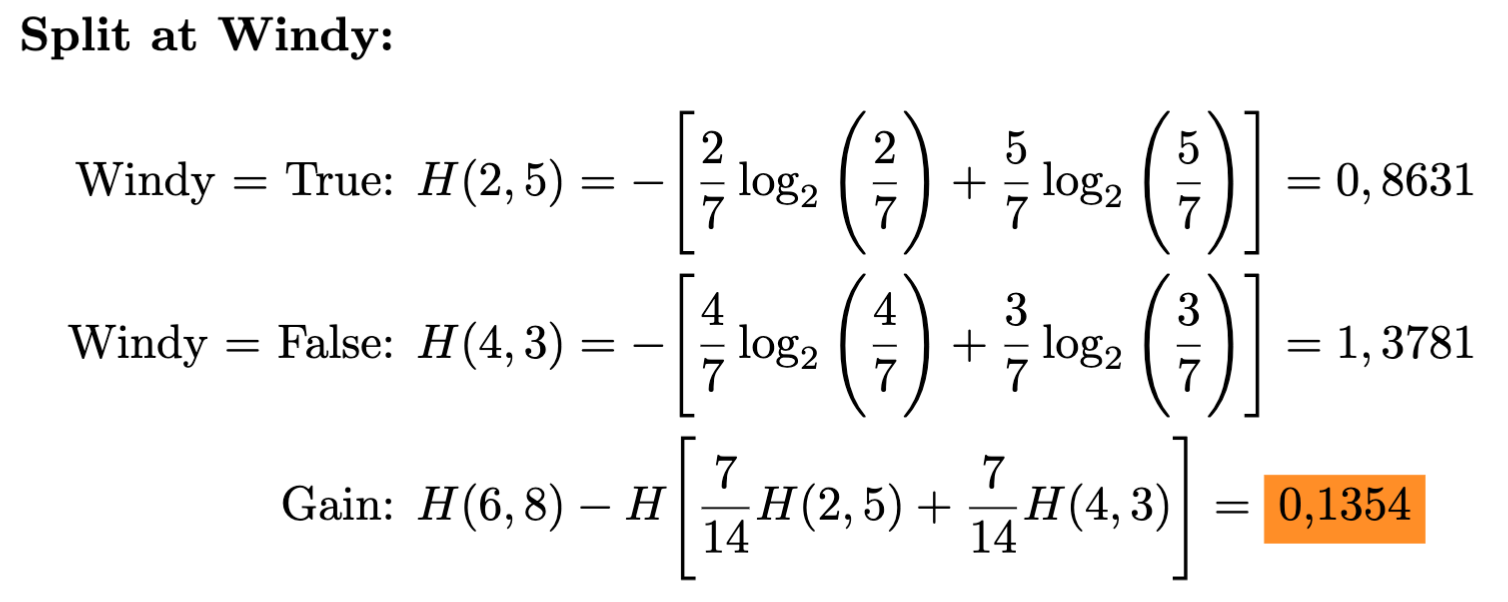 Split at Windy:
Windy = True: H(2, 5) = −[2/7 log₂(2/7) + 5/7 log₂(5/7)] = 0, 8631
Windy = False: H(4, 3) = −[4/7 log₂(4/7) + 3/7 log₂(3/7)] = 1, 3781
Gain: H(6, 8) − H[7/14 H(2, 5) + 7/14 H(4, 3)] = 0,1354